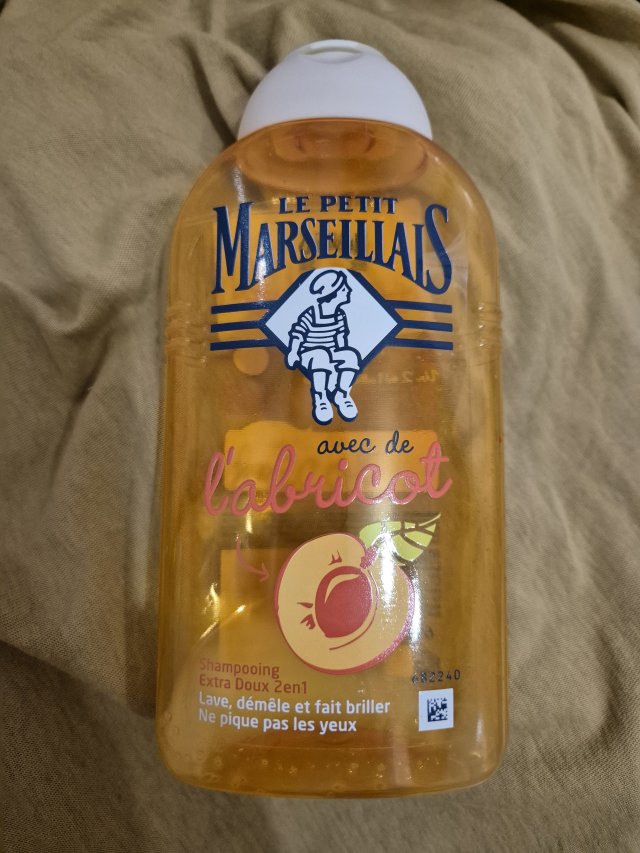 LE PETIT
MARSEILLAIS
avec de
l'abricot
Shampooing
Extra Doux 2en1
Lave, démêle et fait briller
Ne pique pas les yeux
682240